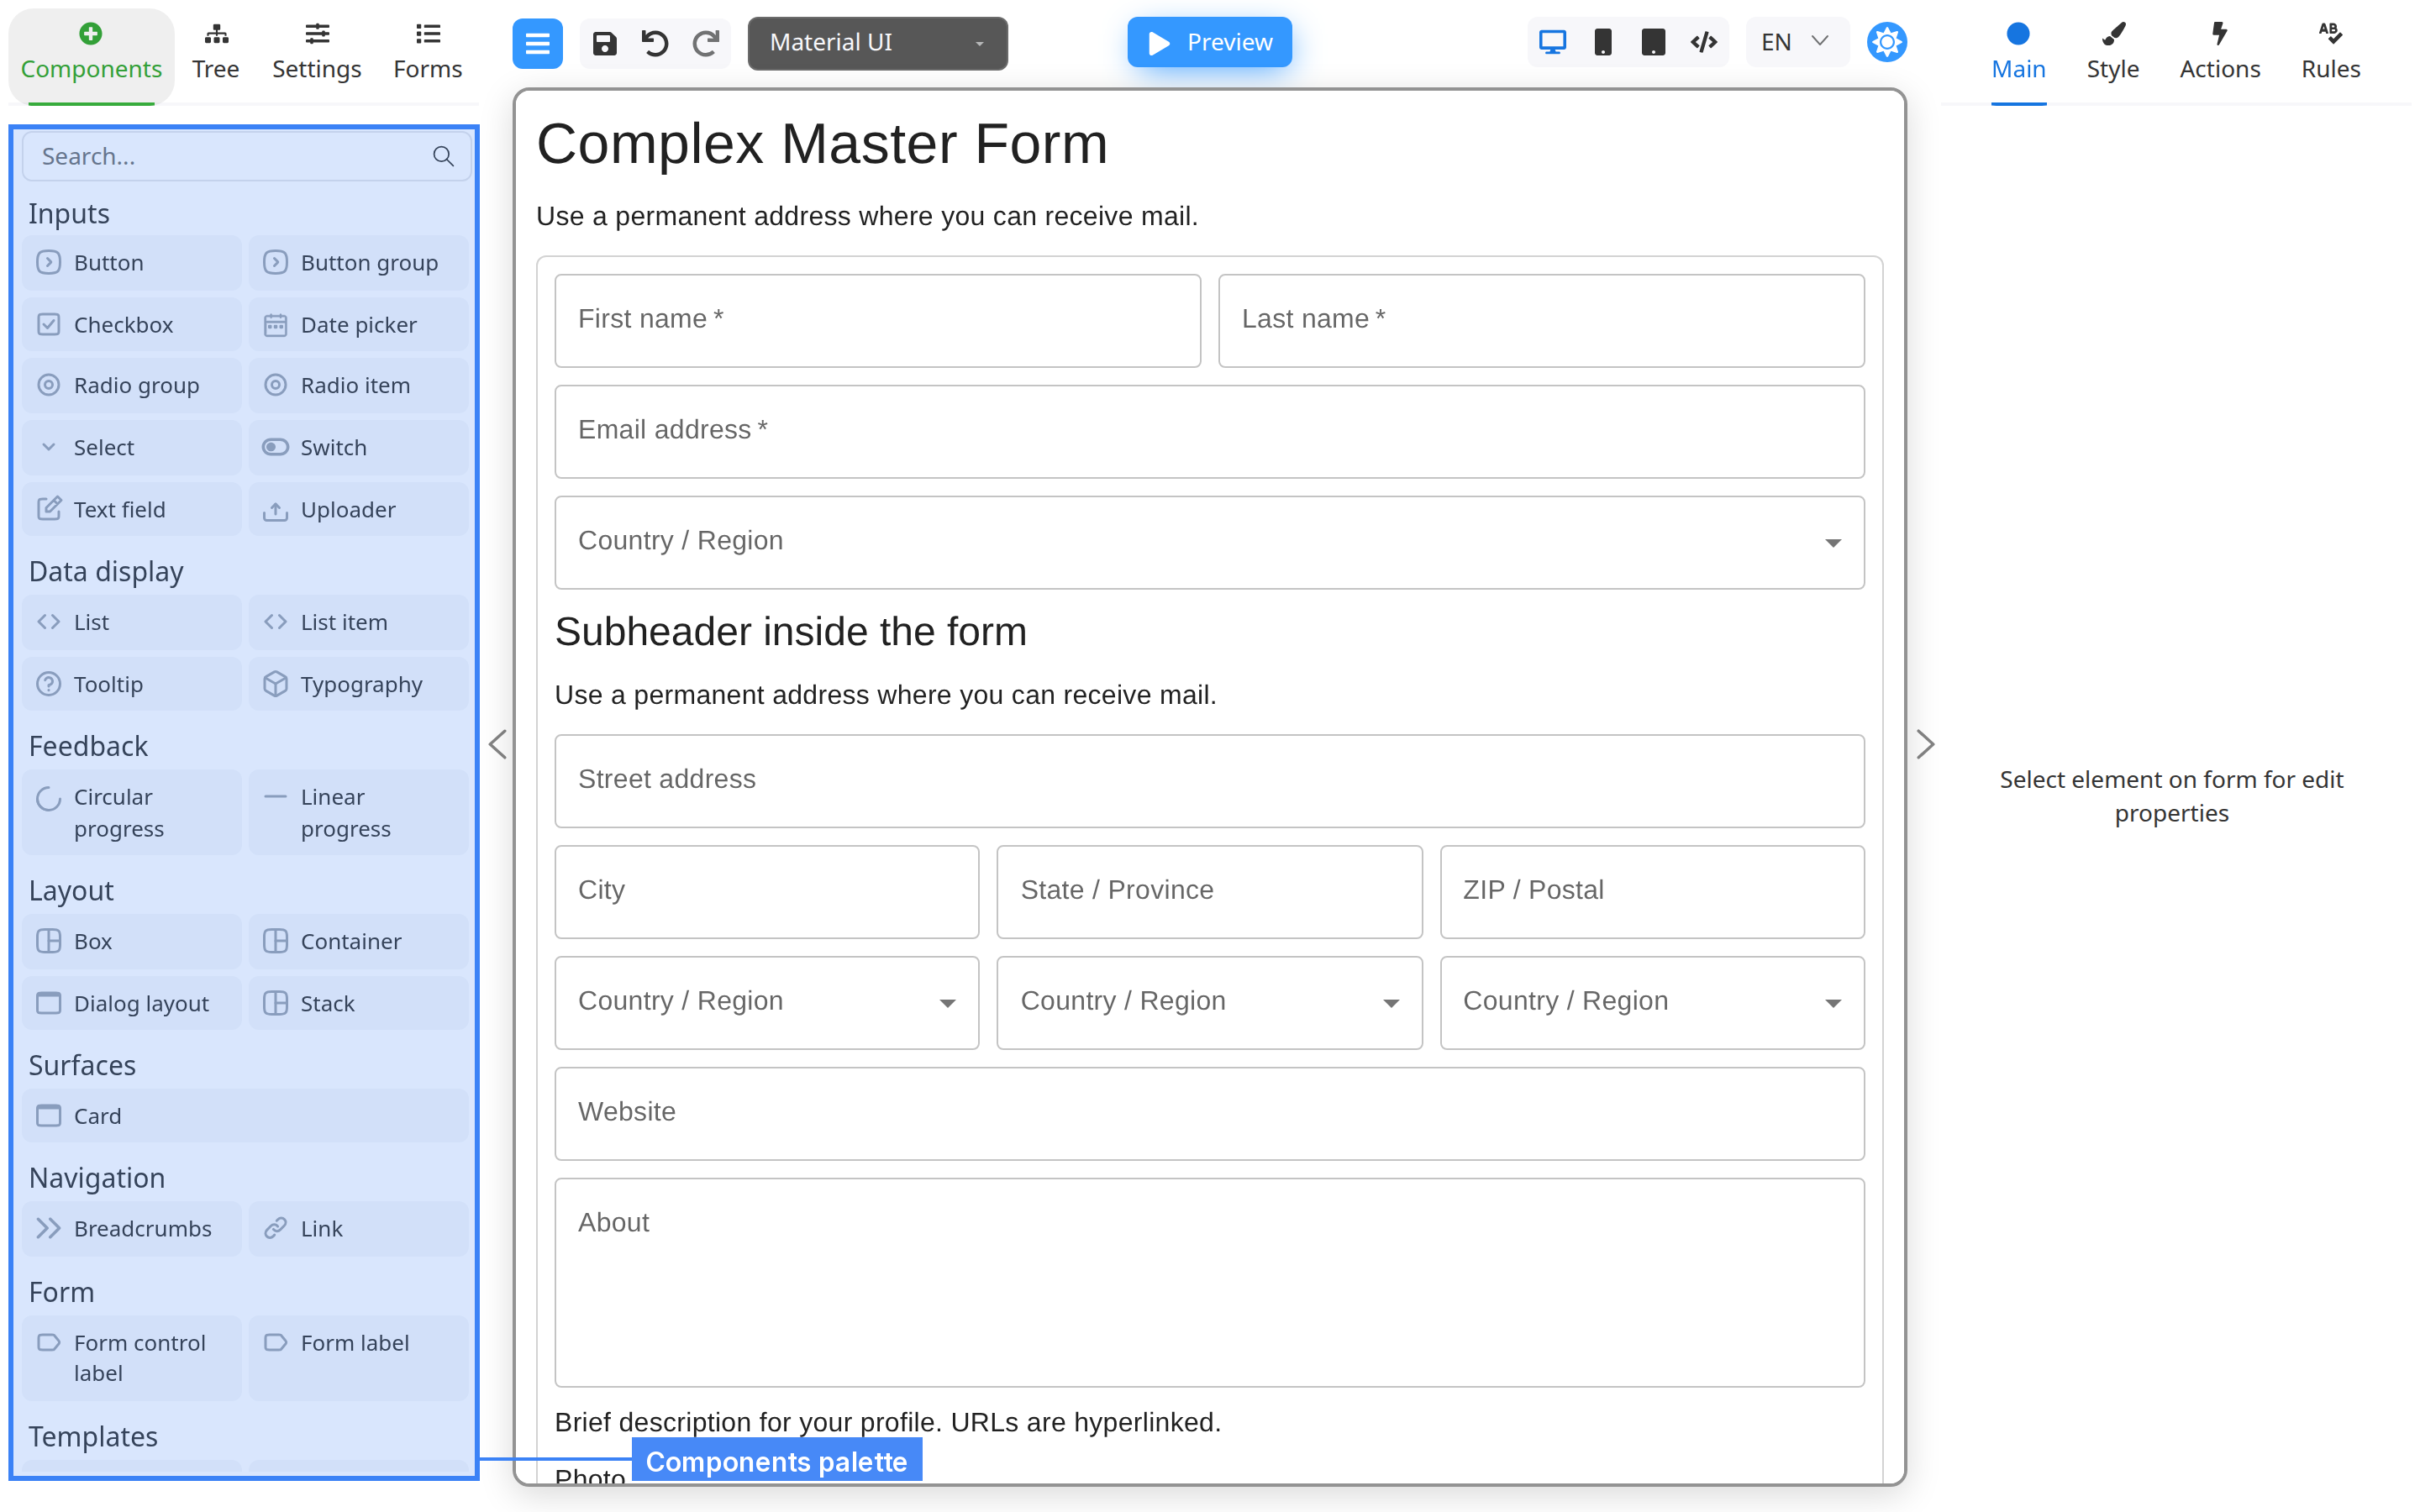 Components
Tree
Settings
Forms
Material UI
Preview
EN
Main
Style
Actions
AB
Rules
Search...
Inputs
Button
Button group
Checkbox
Date picker
Radio group
Radio item
Select
Switch
Text field
Uploader
Data display
List
List item
Tooltip
Typography
Feedback
Circular
progress
Linear
progress
Layout
Box
Container
Dialog layout
Stack
Surfaces
Card
Navigation
Breadcrumbs
Link
Form
Form control
label
Form label
Templates
Complex Master Form
Use a permanent address where you can receive mail.
First name *
Last name *
Email address *
Country / Region
Subheader inside the form
Use a permanent address where you can receive mail.
Street address
City
State / Province
ZIP / Postal
Country / Region
Country / Region
Country / Region
Website
About
Brief description for your profile. URLs are hyperlinked.
Components palette
Photo
Select element on form for edit
properties